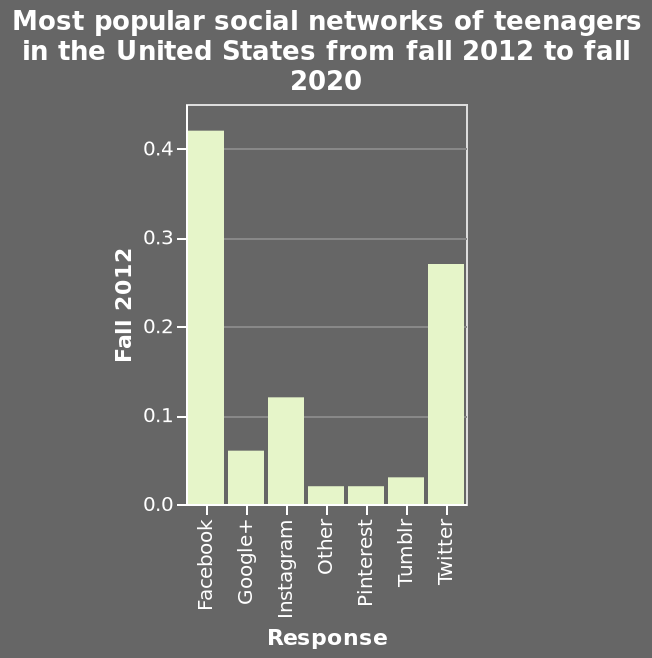 Most popular social networks of teenagers
in the United States from fall 2012 to fall
2020
Fall 2012
0.4
0.3
0.2
0.1
0.0
Facebook
Google+
Instagram
Other
Pinterest
Tumblr
Twitter
Response